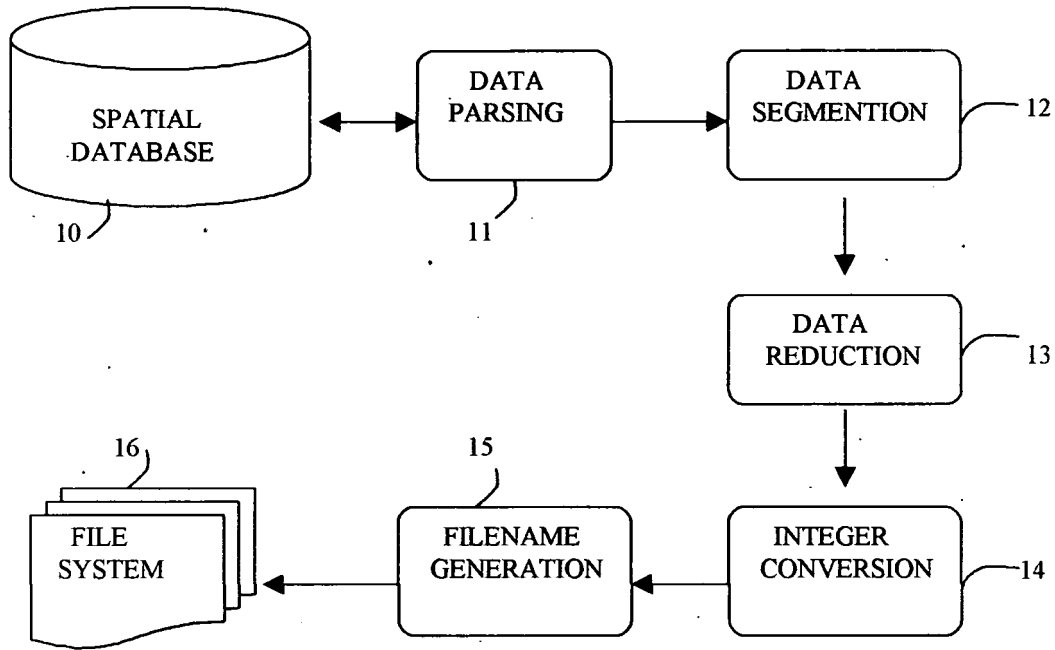 SPATIAL
DATABASE
10
DATA
PARSING
11
DATA
SEGMENTION
12
DATA
REDUCTION
13
INTEGER
CONVERSION
14
15
FILENAME
GENERATION
16
FILE
SYSTEM